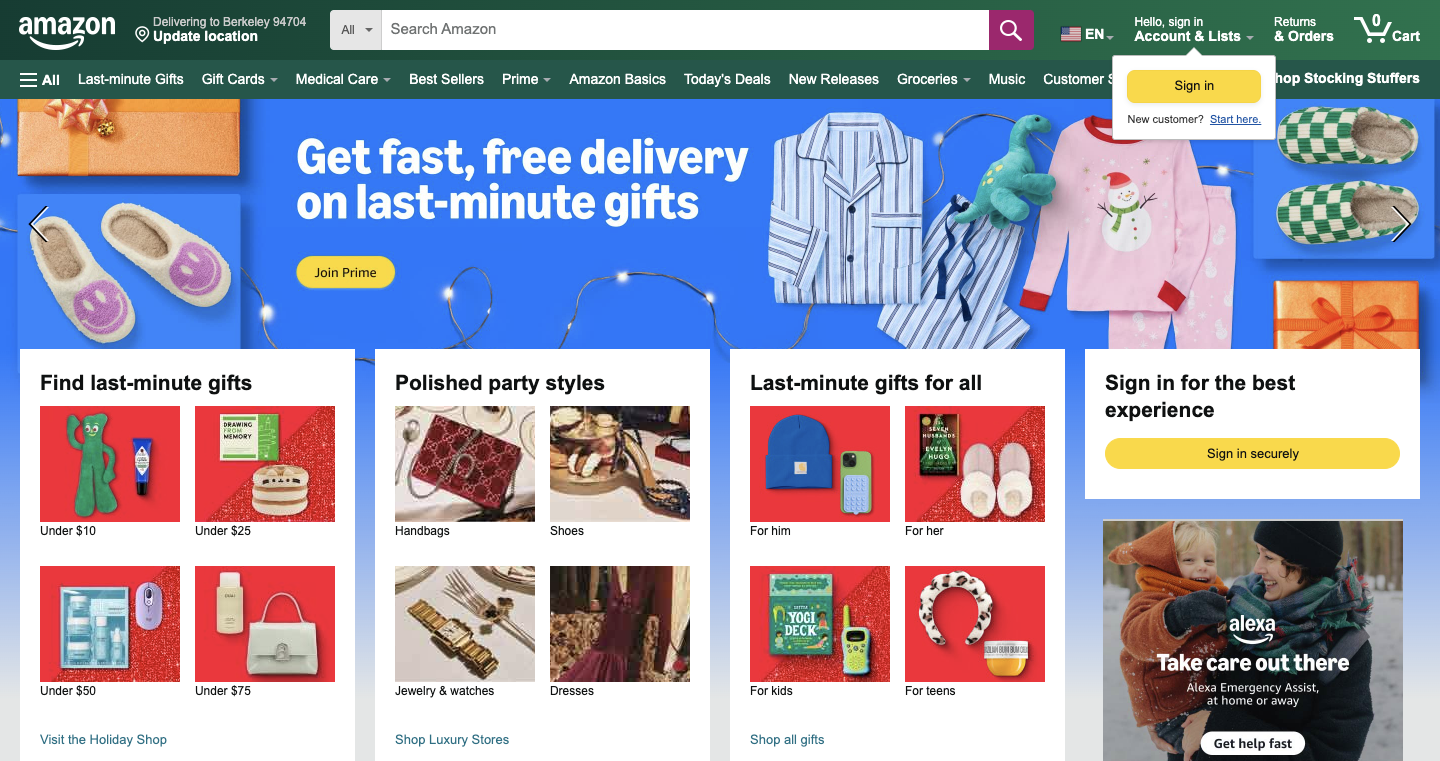 amazon
Delivering to Berkeley 94704
Update location
All
Search Amazon
EN
Hello, sign in
Account & Lists
Returns
& Orders
0
Cart
All
Last-minute Gifts
Gift Cards
Medical Care
Best Sellers
Prime
Amazon Basics
Today's Deals
New Releases
Groceries
Music
Customer S
hop Stocking Stuffers
Sign in
New customer? Start here.
Get fast, free delivery
on last-minute gifts
Join Prime
Find last-minute gifts
DRAWING
FROM
MEMORY
Under $10
Under $25
Under $50
Under $75
Visit the Holiday Shop
Polished party styles
Handbags
Shoes
Jewelry & watches
Dresses
Shop Luxury Stores
Last-minute gifts for all
THE
SEVEN
HUSBANDS
OF
EVELYN
HUGO
For him
For her
YOGI
DECK
For kids
For teens
Shop all gifts
Sign in for the best
experience
Sign in securely
alexa
Take care out there
Alexa Emergency Assist,
at home or away
Get help fast